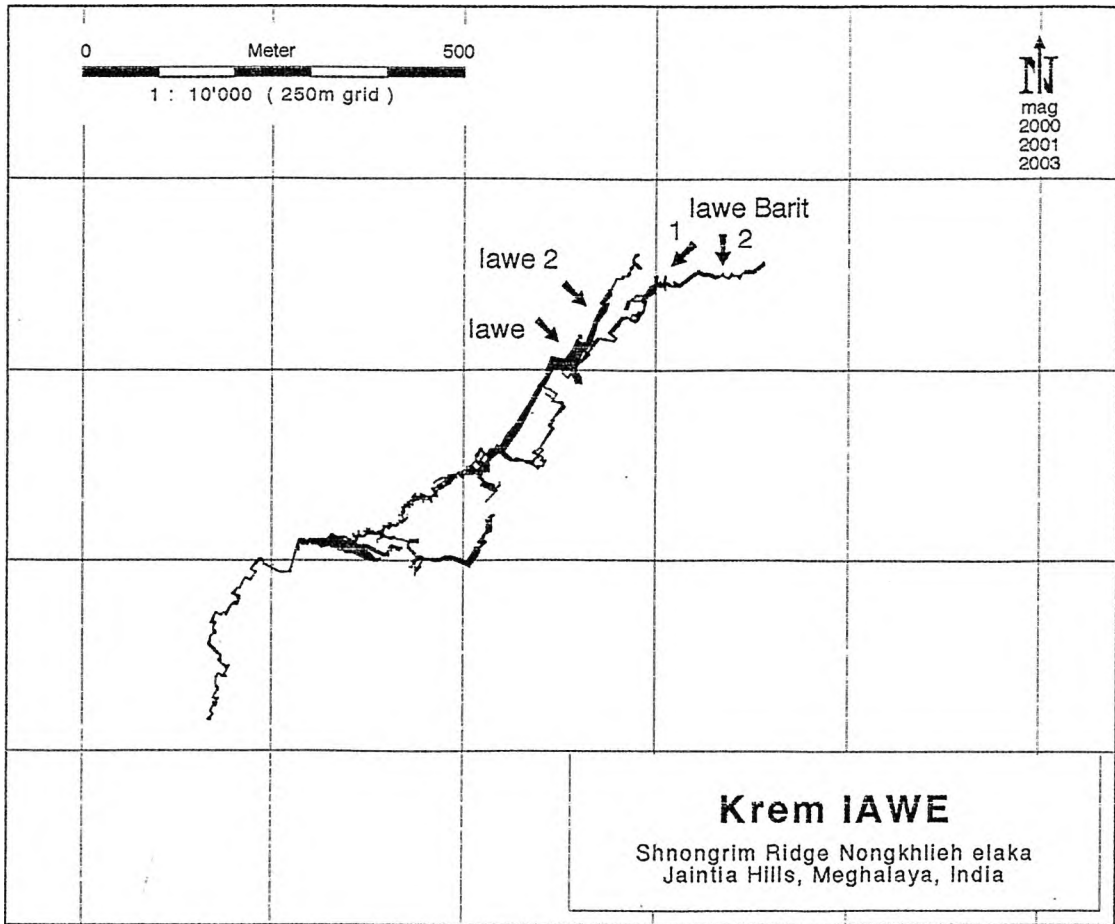 0 Meter 500
1 : 10'000 ( 250m grid )
N
mag
2000
2001
2003
Iawe Barit
1
2
Iawe 2
Iawe
Krem IAWE
Shnongrim Ridge Nongkhlieh elaka
Jaintia Hills, Meghalaya, India